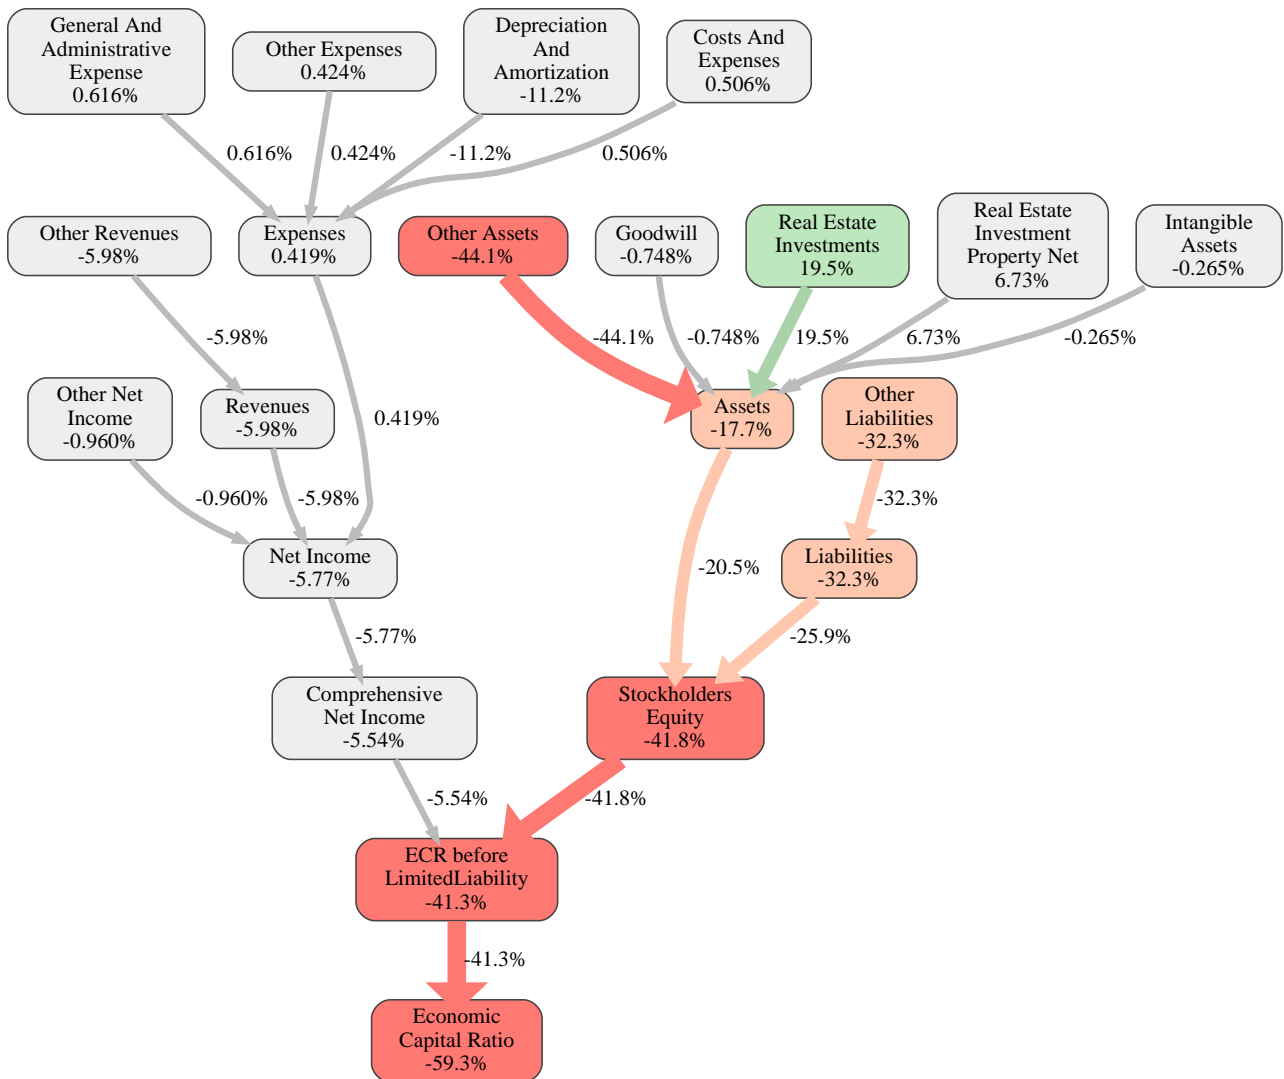 General And
Administrative
Expense
0.616%
Other Expenses
0.424%
Depreciation
And
Amortization
-11.2%
Costs And
Expenses
0.506%
0.616%
0.424%
-11.2%
0.506%
Other Revenues
-5.98%
Expenses
0.419%
Other Assets
-44.1%
Goodwill
-0.748%
Real Estate
Investments
19.5%
Real Estate
Investment
Property Net
6.73%
Intangible
Assets
-0.265%
-5.98%
-44.1%
-0.748%
19.5%
6.73%
-0.265%
Other Net
Income
-0.960%
Revenues
-5.98%
0.419%
Assets
-17.7%
Other
Liabilities
-32.3%
-0.960%
-5.98%
-32.3%
Net Income
-5.77%
-20.5%
Liabilities
-32.3%
-5.77%
-25.9%
Comprehensive
Net Income
-5.54%
Stockholders
Equity
-41.8%
-5.54%
-41.8%
ECR before
LimitedLiability
-41.3%
-41.3%
Economic
Capital Ratio
-59.3%